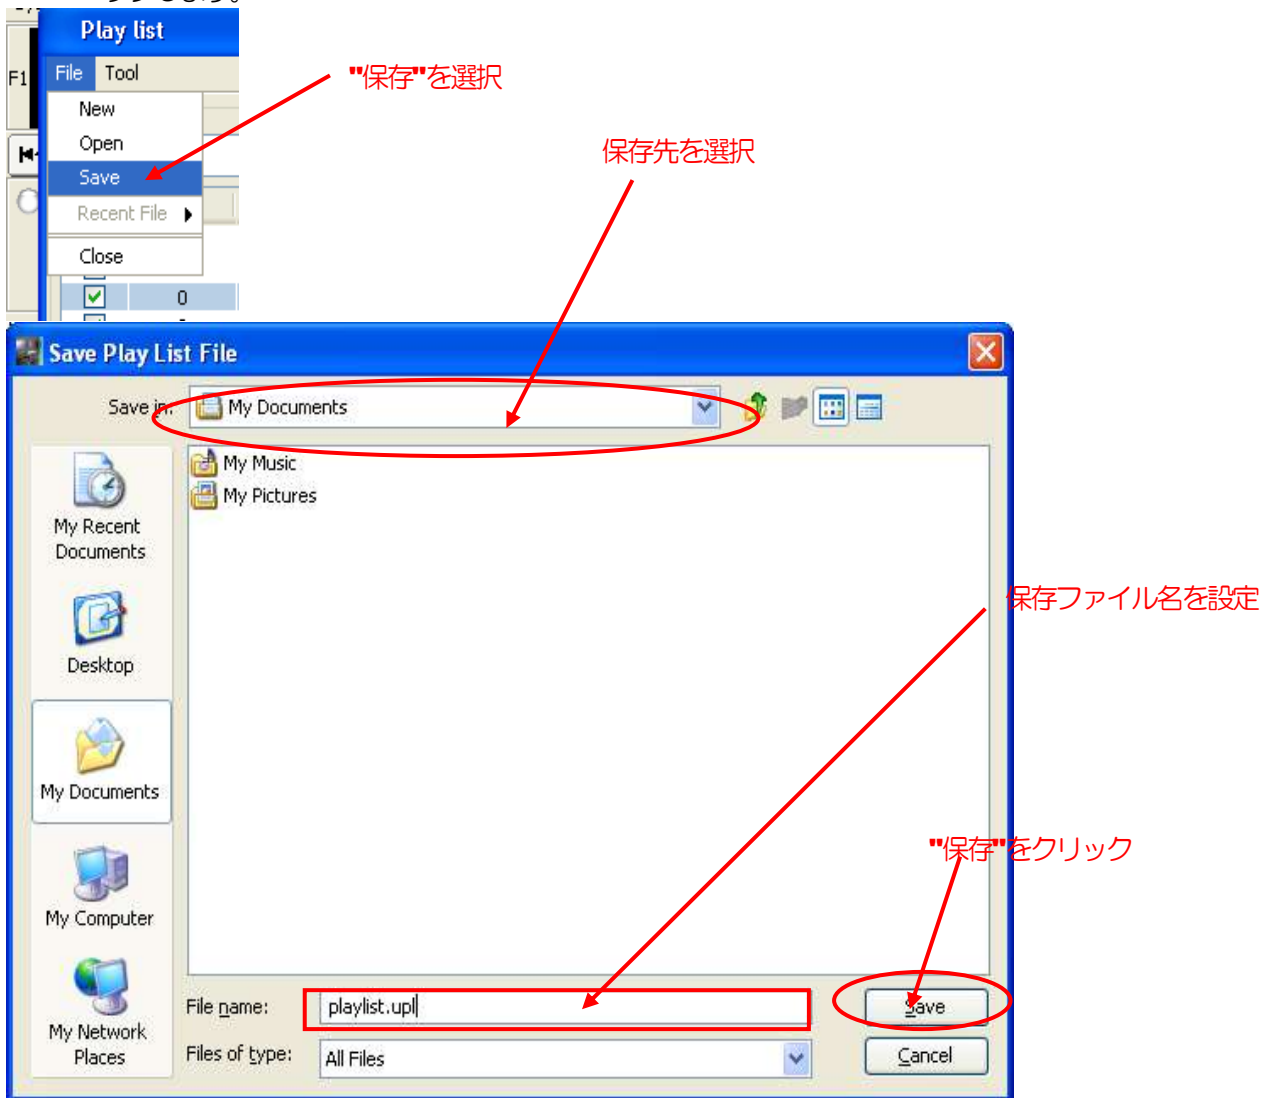 Play list
F1
File Tool
"保存"を選択
New
Open
保存先を選択
Save
Recent File
Close
0
Save Play List File
Save in:
My Documents
My Music
My Pictures
My Recent
Documents
保存ファイル名を設定
Desktop
My Documents
"保存"をクリック
My Computer
File name:
playlist.upl
Save
My Network
Places
Files of type:
All Files
Cancel